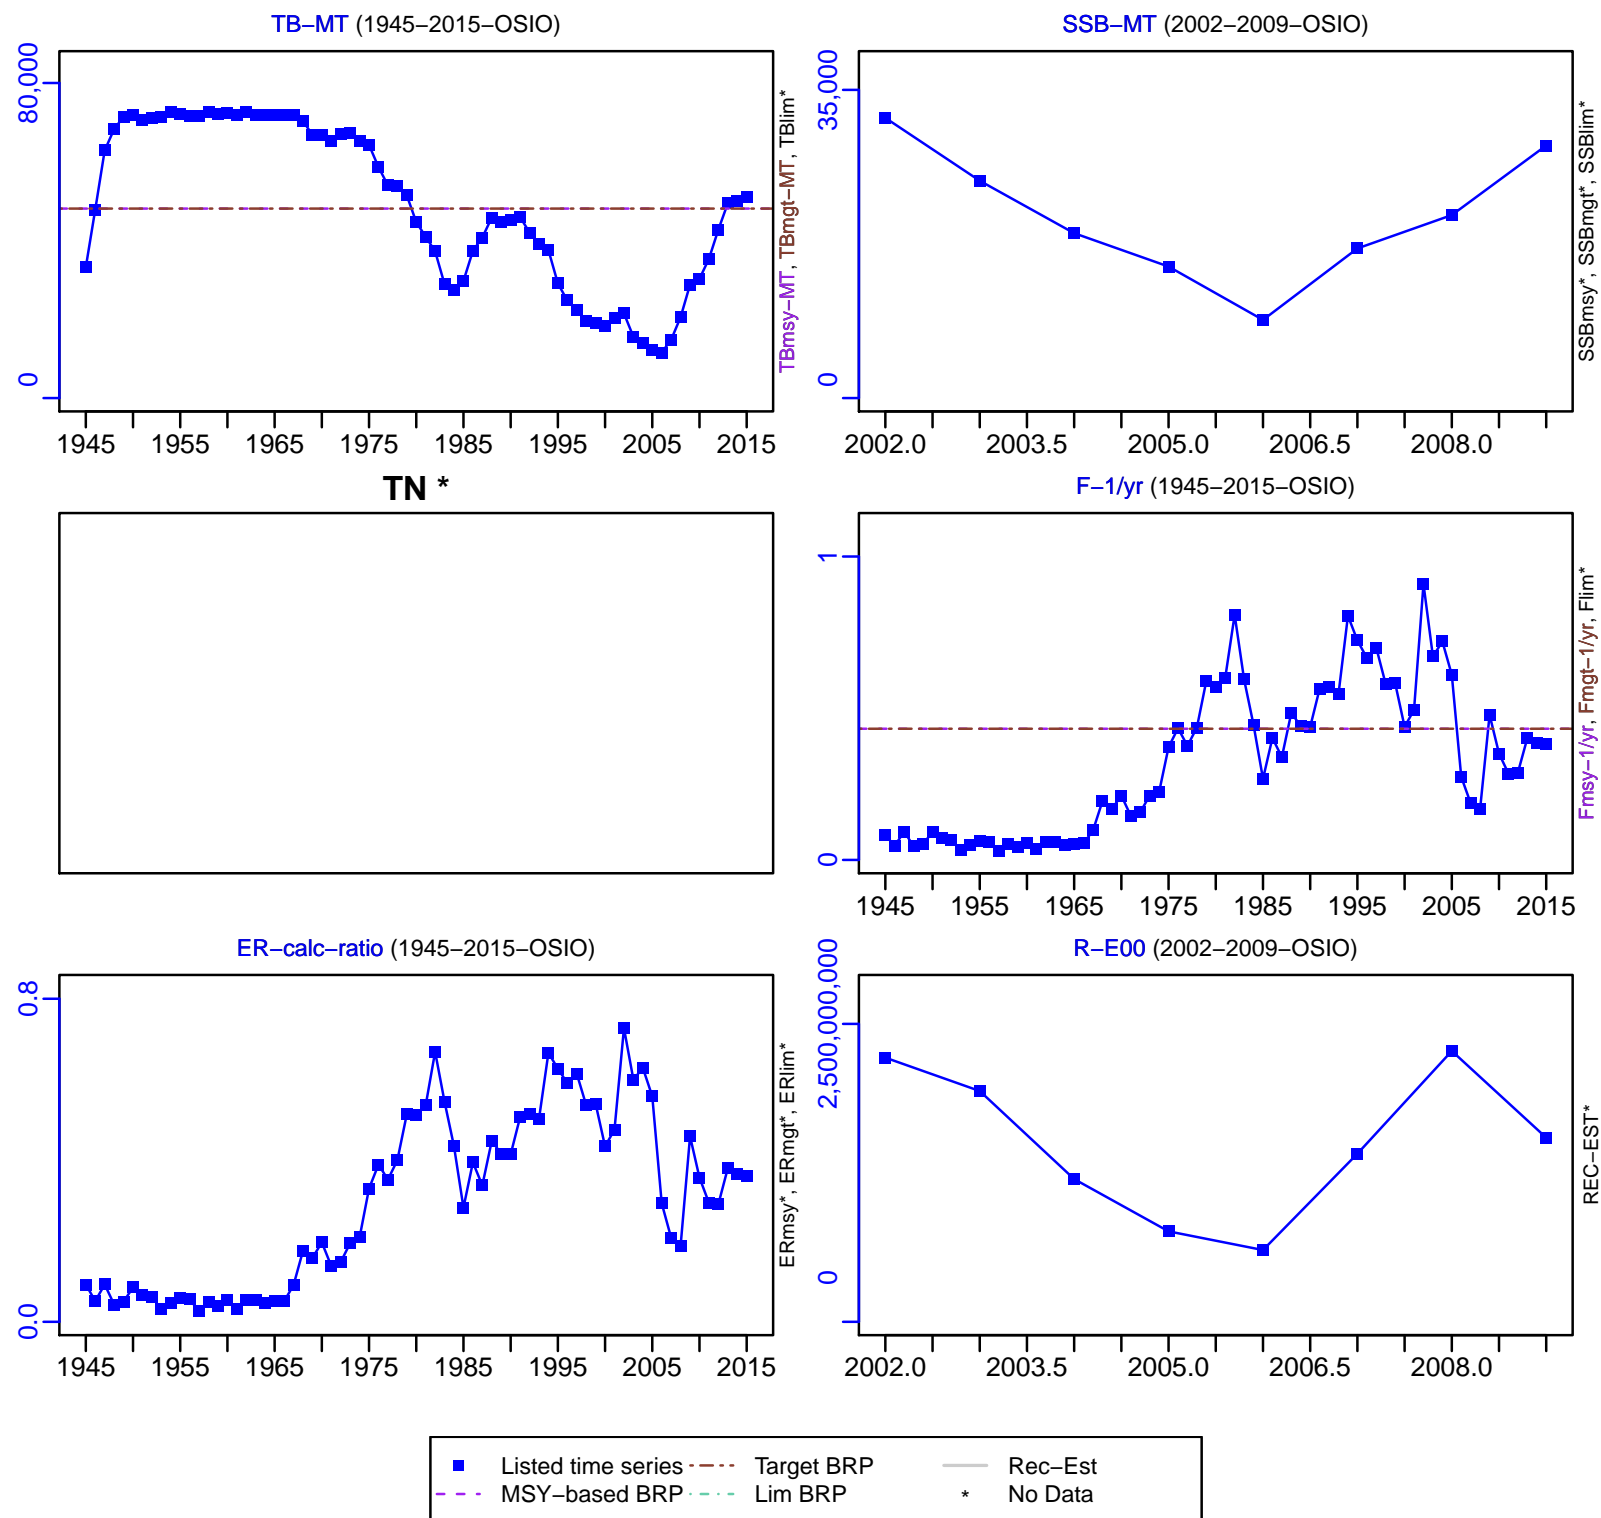 TB−MT (1945−2015−OSIO)
80,000
0
1945 1955 1965 1975 1985 1995 2005 2015
TBmsy−MT, TBmgt−MT, TBlim*
SSB−MT (2002−2009−OSIO)
35,000
0
2002.0 2003.5 2005.0 2006.5 2008.0
SSBmsy*, SSBmgt*, SSBlim*
TN *
F−1/yr (1945−2015−OSIO)
1
0
1945 1955 1965 1975 1985 1995 2005 2015
Fmsy−1/yr, Fmgt−1/yr, Flim*
ER−calc−ratio (1945−2015−OSIO)
0.8
0.0
1945 1955 1965 1975 1985 1995 2005 2015
ERmsy*, ERmgt*, ERlim*
R−E00 (2002−2009−OSIO)
2,500,000,000
0
2002.0 2003.5 2005.0 2006.5 2008.0
REC−EST*
Listed time series Target BRP Rec−Est
MSY−based BRP Lim BRP * No Data